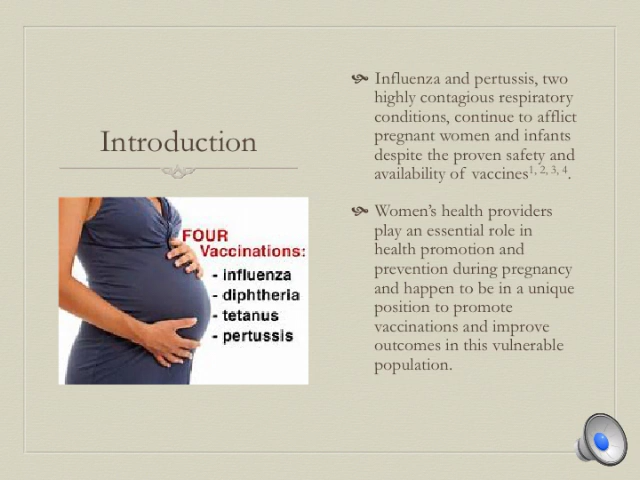 Introduction
FOUR
Vaccinations:
- influenza
- diphtheria
- tetanus
- pertussis
Influenza and pertussis, two
highly contagious respiratory
conditions, continue to afflict
pregnant women and infants
despite the proven safety and
availability of vaccines1, 2, 3, 4.
Women’s health providers
play an essential role in
health promotion and
prevention during pregnancy
and happen to be in a unique
position to promote
vaccinations and improve
outcomes in this vulnerable
population.